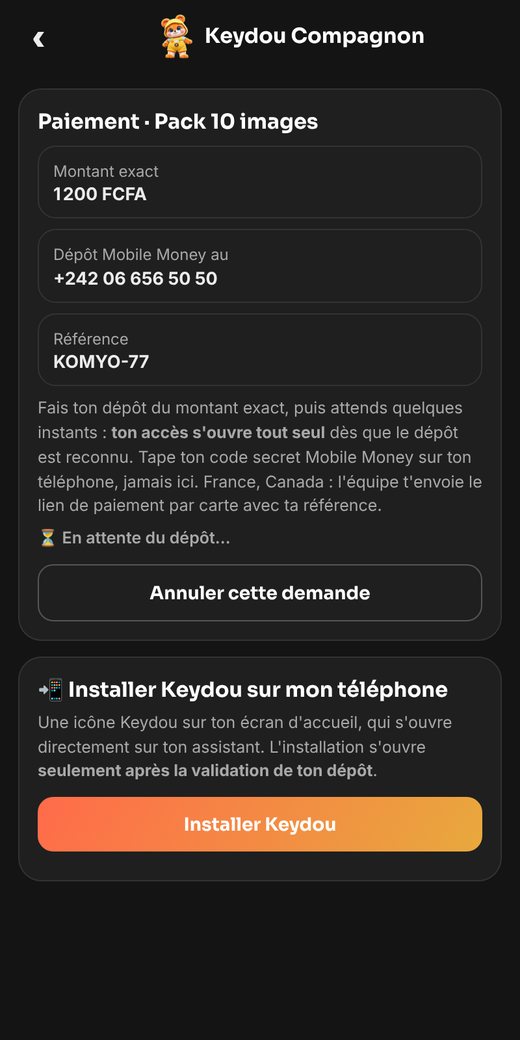 Keydou Compagnon
Paiement · Pack 10 images
Montant exact
1200 FCFA
Dépôt Mobile Money au
+242 06 656 50 50
Référence
KOMYO-77
Fais ton dépôt du montant exact, puis attends quelques
instants : ton accès s'ouvre tout seul dès que le dépôt
est reconnu. Tape ton code secret Mobile Money sur ton
téléphone, jamais ici. France, Canada : l'équipe t'envoie le
lien de paiement par carte avec ta référence.
⏳ En attente du dépôt...
Annuler cette demande
📲 Installer Keydou sur mon téléphone
Une icône Keydou sur ton écran d'accueil, qui s'ouvre
directement sur ton assistant. L'installation s'ouvre
seulement après la validation de ton dépôt.
Installer Keydou